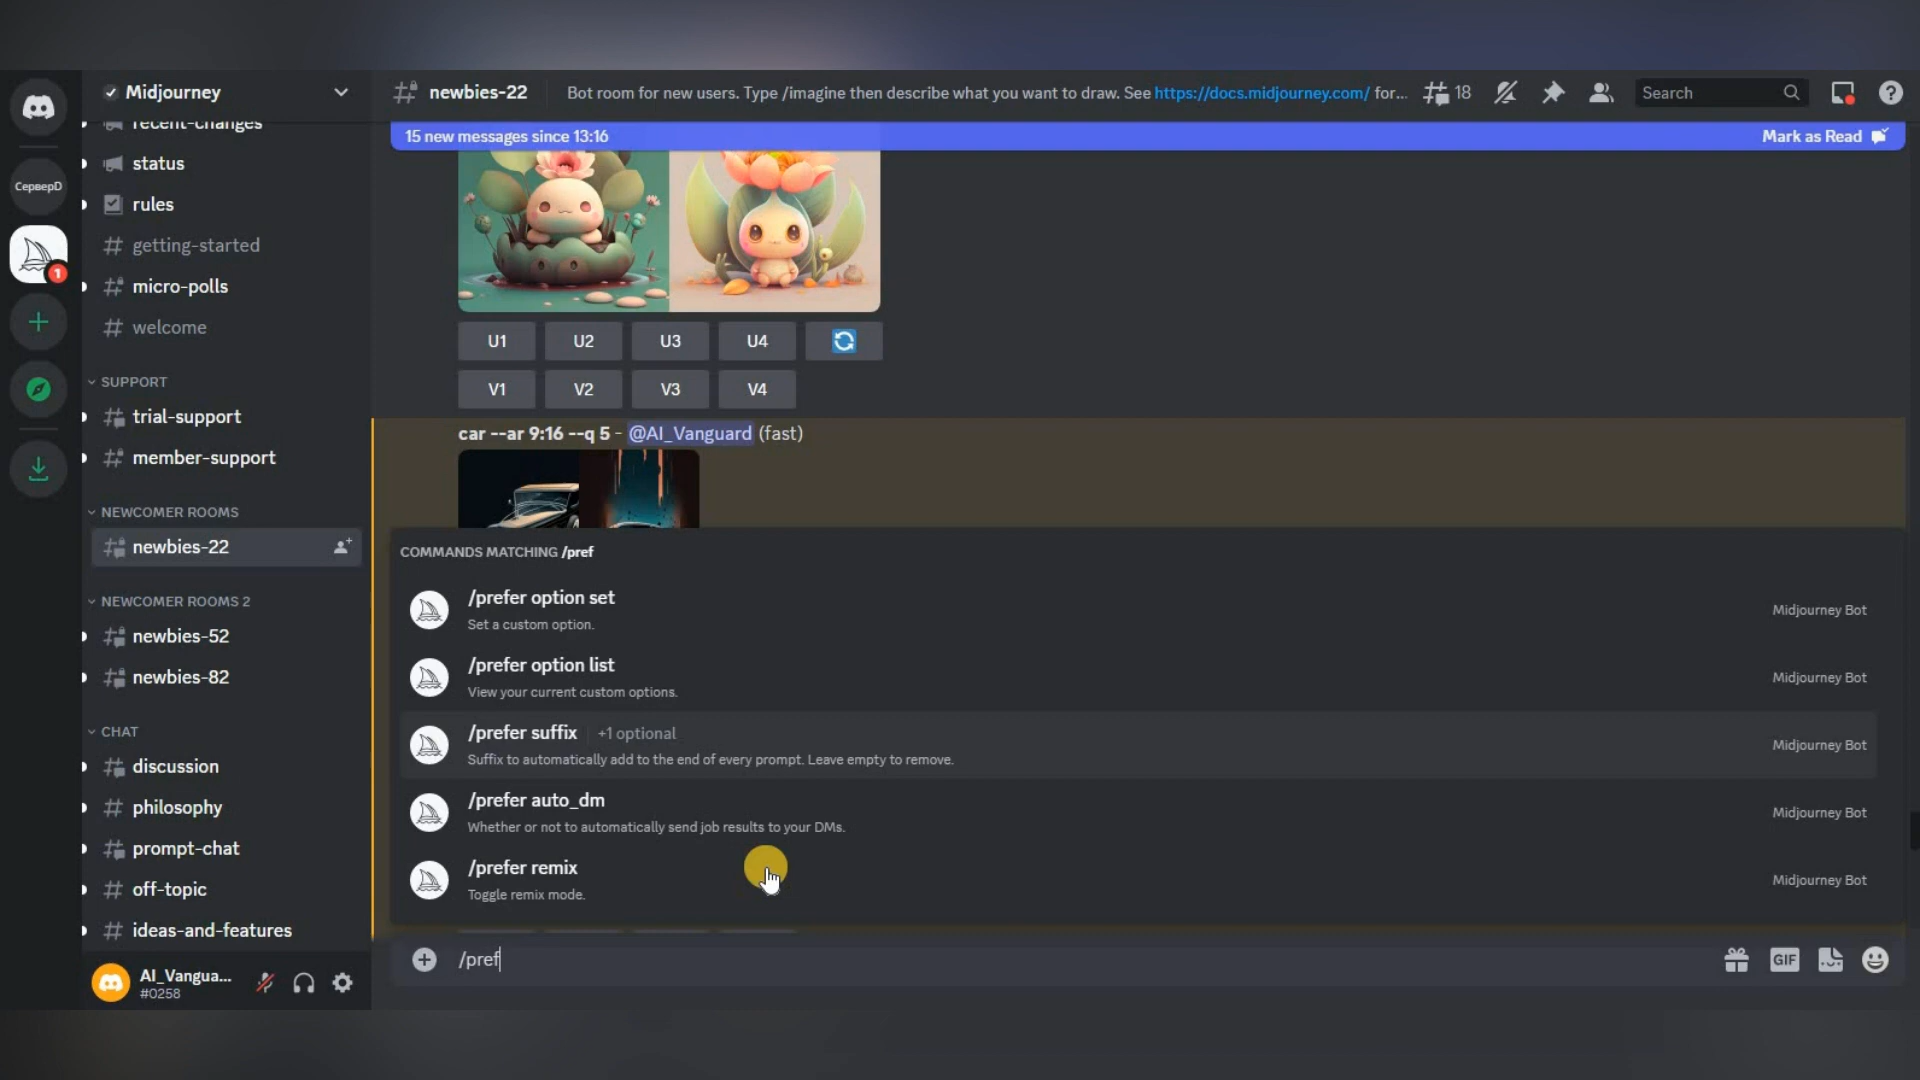 Midjourney
newbies-22
Bot room for new users. Type /imagine then describe what you want to draw. See https://docs.midjourney.com/ for...
18
Search
СерверD
1
recent-changes
status
rules
getting-started
micro-polls
welcome
SUPPORT
trial-support
member-support
NEWCOMER ROOMS
newbies-22
NEWCOMER ROOMS 2
newbies-52
newbies-82
CHAT
discussion
philosophy
prompt-chat
off-topic
ideas-and-features
AI_Vangua...
#0258
15 new messages since 13:16
Mark as Read
U1 U2 U3 U4
V1 V2 V3 V4
car --ar 9:16 --q 5 - @AI_Vanguard (fast)
COMMANDS MATCHING /pref
/prefer option set
Set a custom option.
Midjourney Bot
/prefer option list
View your current custom options.
Midjourney Bot
/prefer suffix +1 optional
Suffix to automatically add to the end of every prompt. Leave empty to remove.
Midjourney Bot
/prefer auto_dm
Whether or not to automatically send job results to your DMs.
Midjourney Bot
/prefer remix
Toggle remix mode.
Midjourney Bot
/pref
GIF